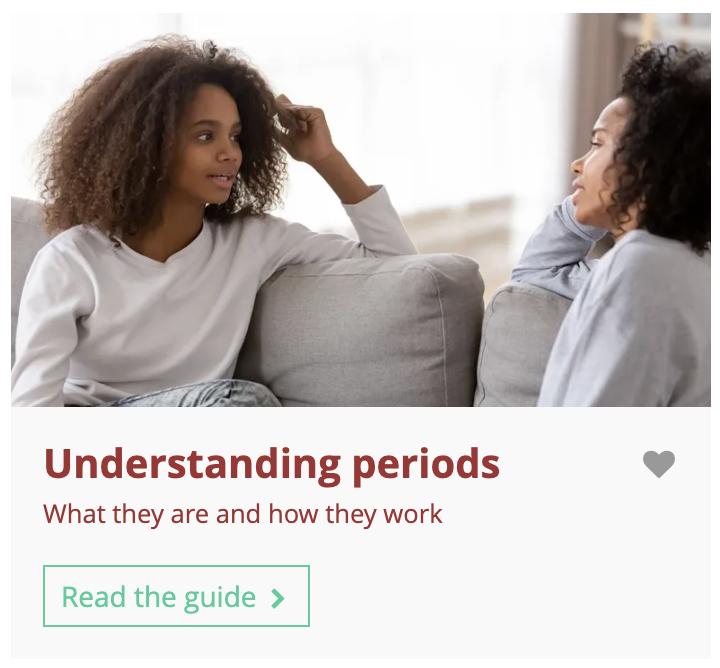 Understanding periods
What they are and how they work
Read the guide